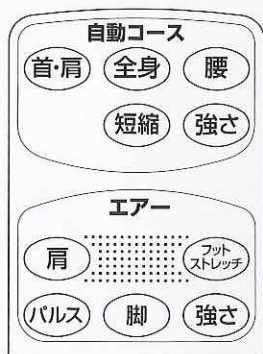 自動コース
首・肩 全身 腰
短縮 強さ
エアー
肩 フット
ストレッチ
パルス 脚 強さ